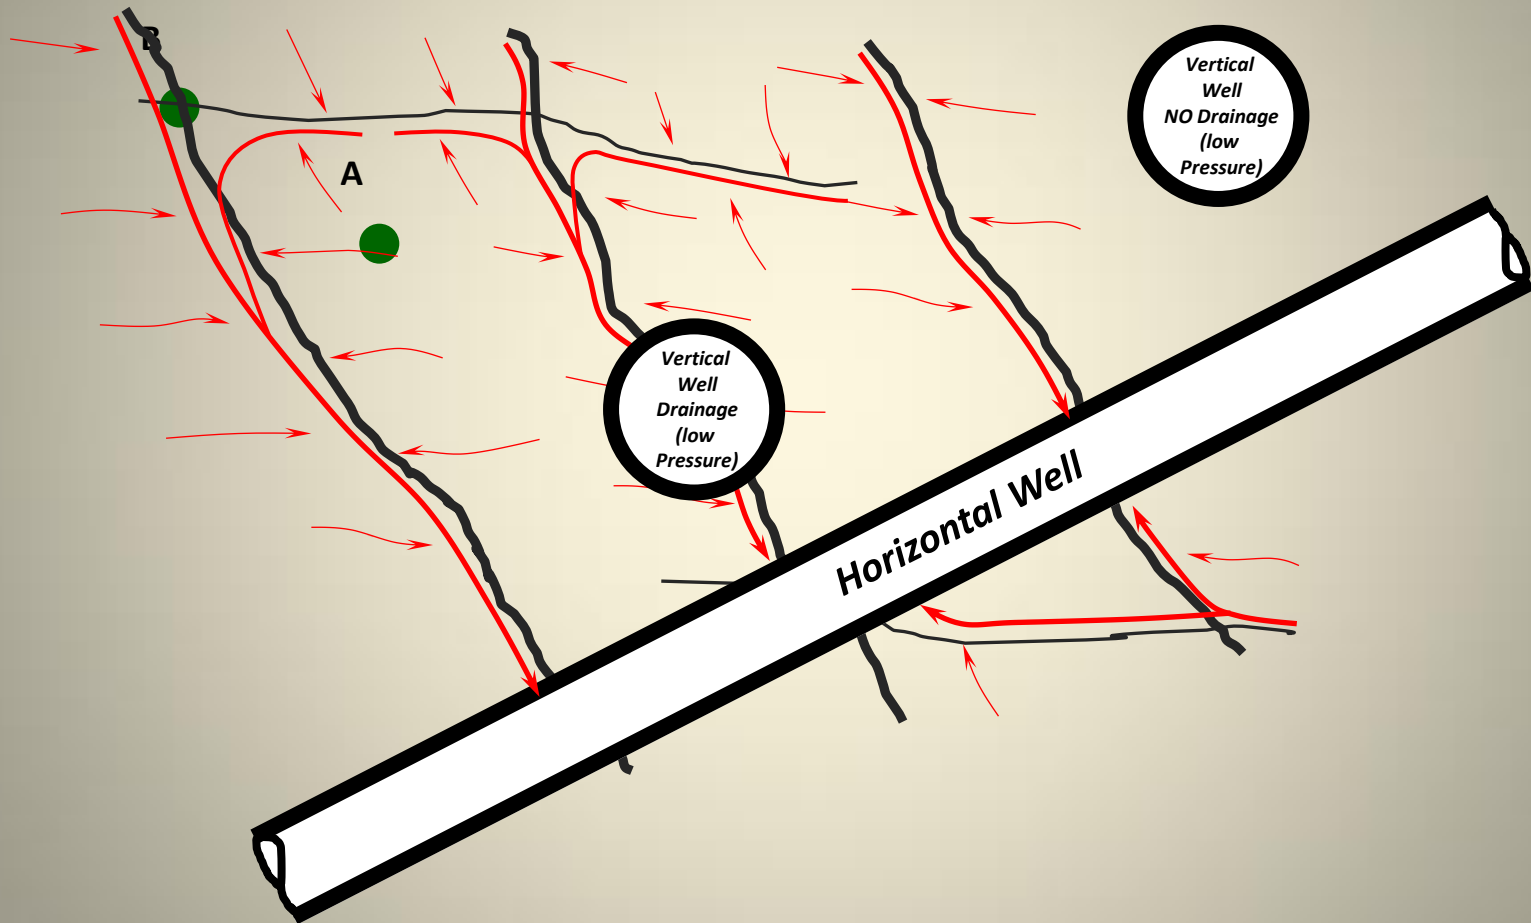 B
Vertical
Well
NO Drainage
(low
Pressure)
A
Vertical
Well
Drainage
(low
Pressure)
Horizontal Well